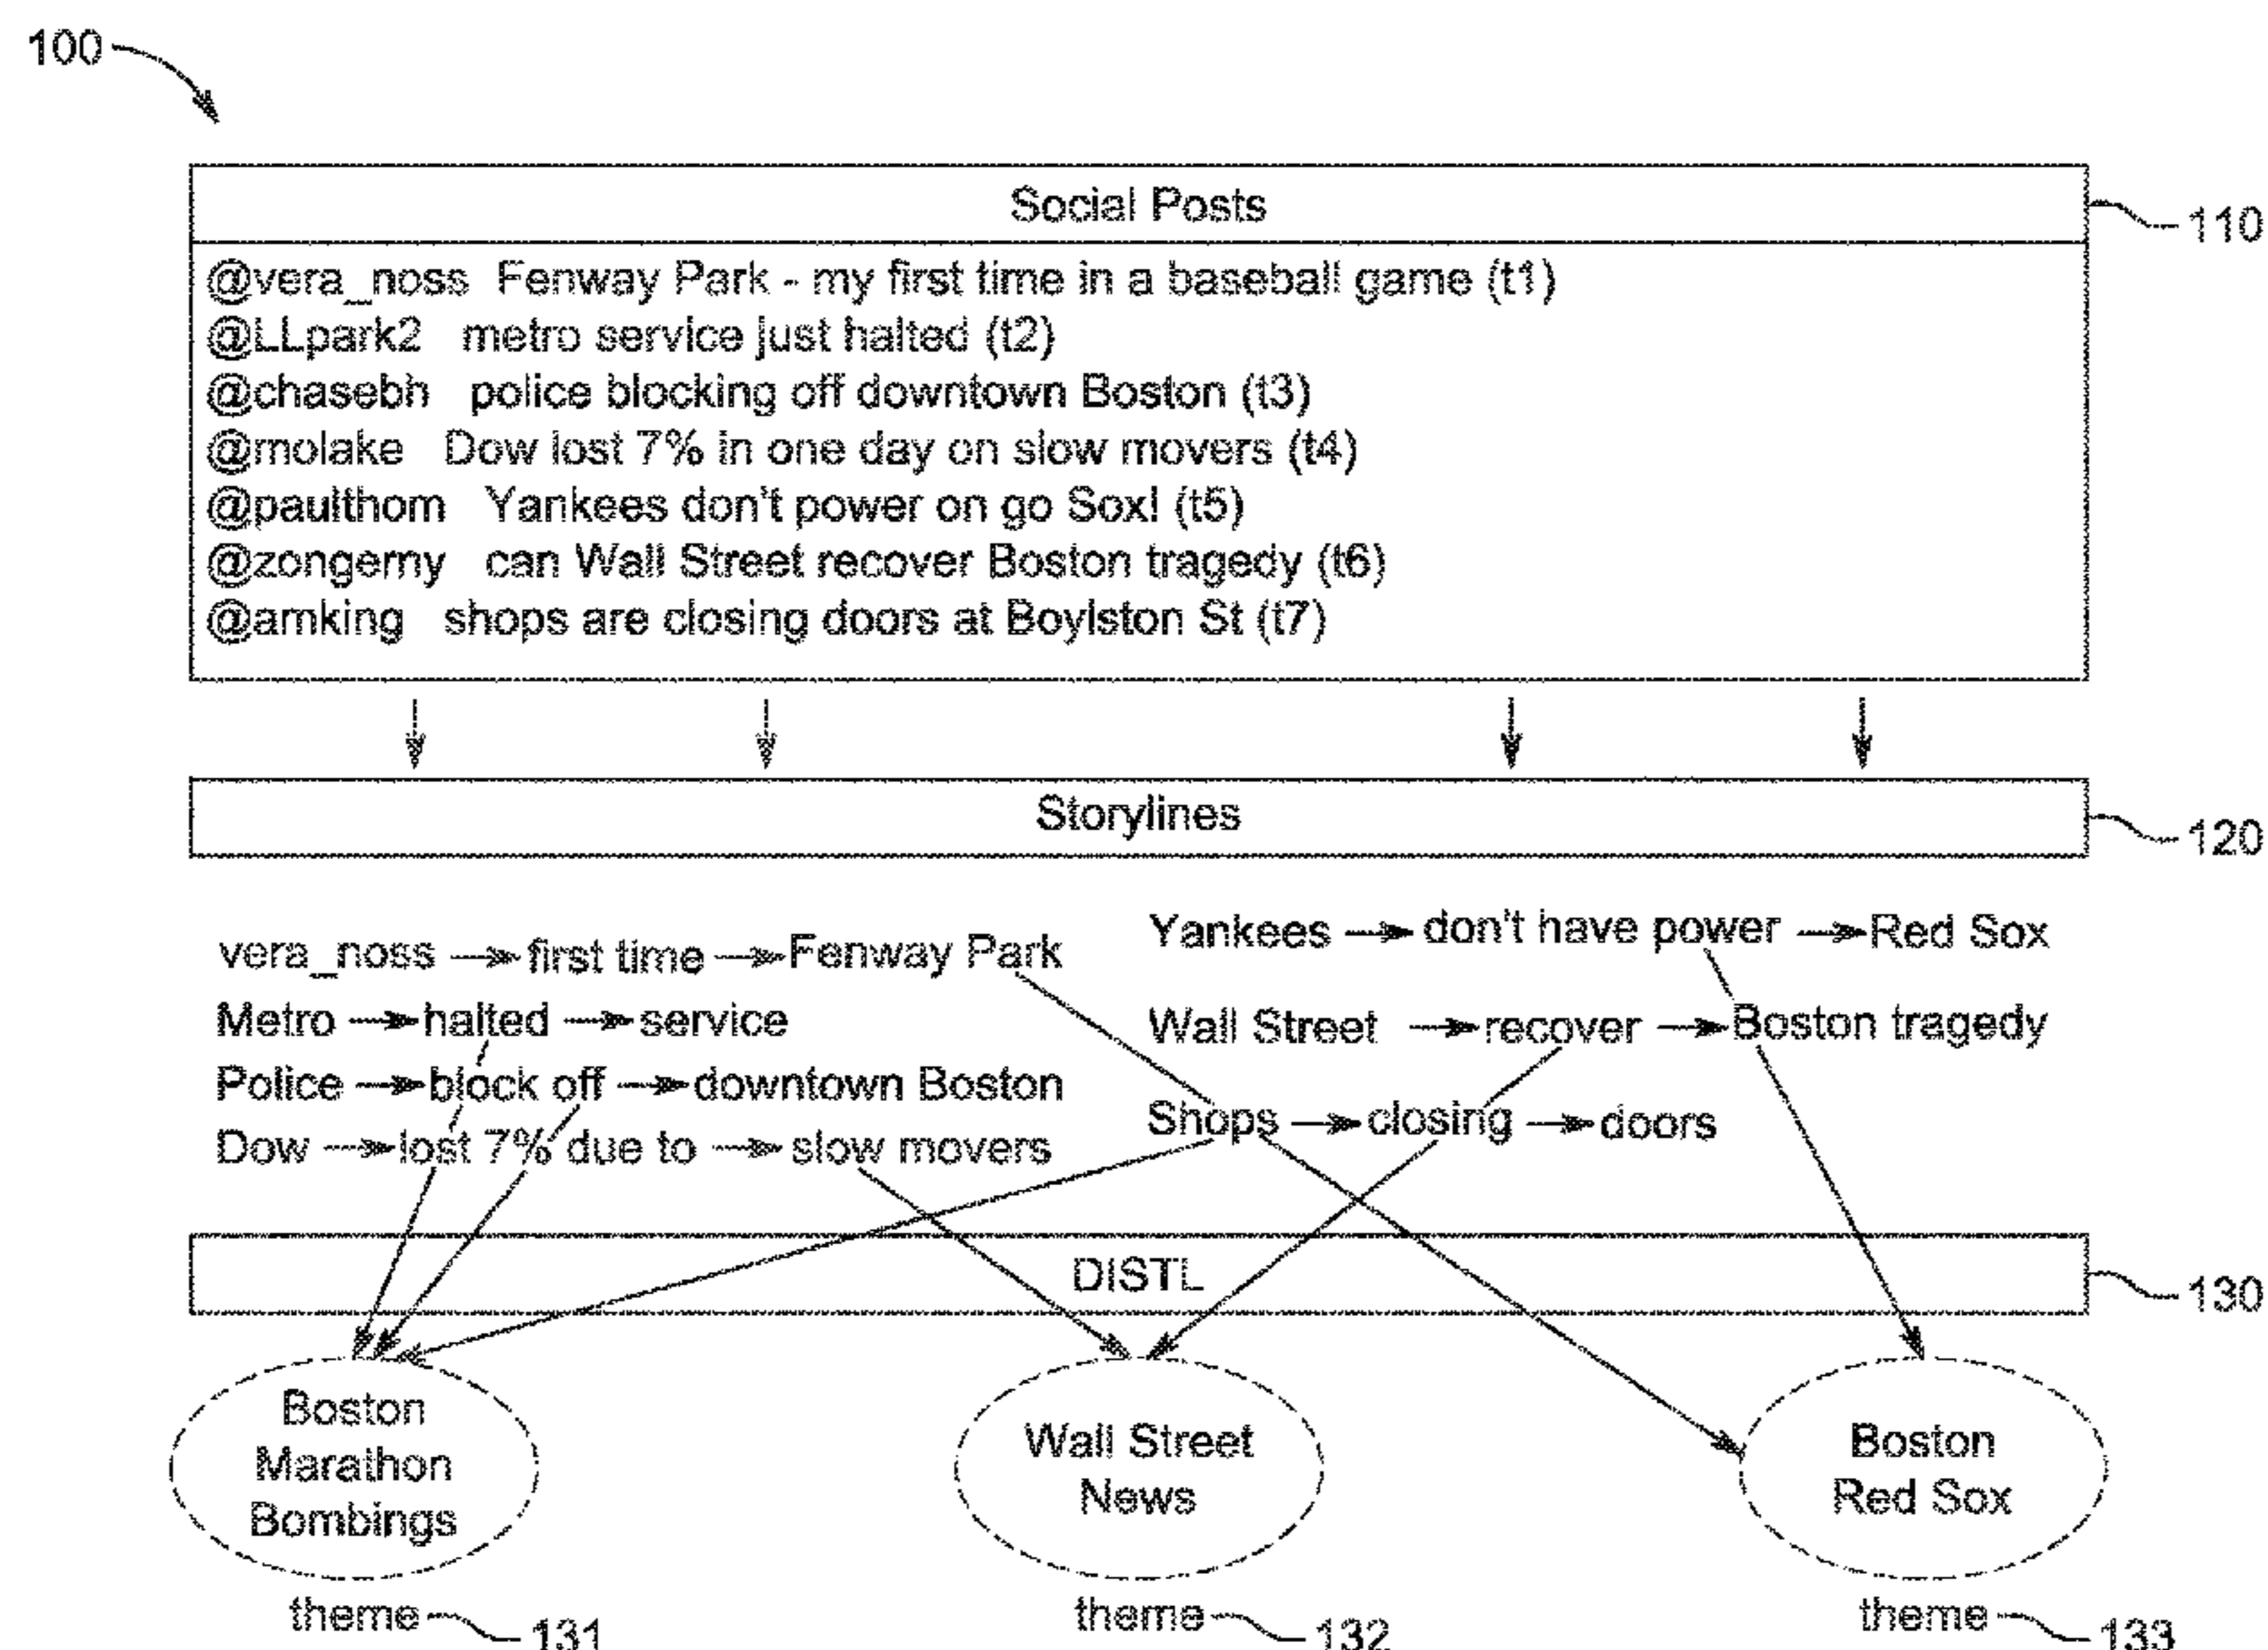 100
Social Posts
110
@vera_noss Fenway Park - my first time in a baseball game (t1)
@LLpark2 metro service just halted (t2)
@chasebh police blocking off downtown Boston (t3)
@molake Dow lost 7% in one day on slow movers (t4)
@paulthom Yankees don't power on go Sox! (t5)
@zongerny can Wall Street recover Boston tragedy (t6)
@amking shops are closing doors at Boylston St (t7)
Storylines
120
vera_noss → first time → Fenway Park
Metro → halted → service
Police → block off → downtown Boston
Dow → lost 7% due to → slow movers
Yankees → don't have power → Red Sox
Wall Street → recover → Boston tragedy
Shops → closing → doors
DISTL
130
Boston
Marathon
Bombings
theme 131
Wall Street
News
theme 132
Boston
Red Sox
theme 133